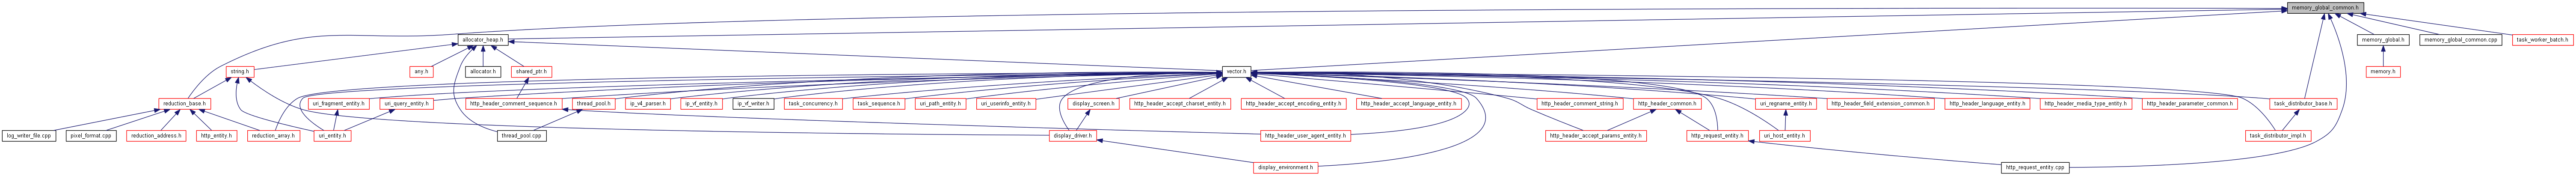 memory_global_common.h
allocator_heap.h
memory_global.h
memory_global_common.cpp
task_worker_batch.h
string.h
any.h
allocator.h
shared_ptr.h
vector.h
memory.h
reduction_base.h
uri_fragment_entity.h
uri_query_entity.h
http_header_comment_sequence.h
thread_pool.h
ip_v4_parser.h
ip_vf_entity.h
ip_vf_writer.h
task_concurrency.h
task_sequence.h
uri_path_entity.h
uri_userinfo_entity.h
display_screen.h
http_header_accept_charset_entity.h
http_header_accept_encoding_entity.h
http_header_accept_language_entity.h
http_header_comment_string.h
http_header_common.h
uri_regname_entity.h
http_header_field_extension_common.h
http_header_language_entity.h
http_header_media_type_entity.h
http_header_parameter_common.h
task_distributor_base.h
log_writer_file.cpp
pixel_format.cpp
reduction_address.h
http_entity.h
reduction_array.h
uri_entity.h
thread_pool.cpp
display_driver.h
http_header_user_agent_entity.h
http_header_accept_params_entity.h
http_request_entity.h
uri_host_entity.h
task_distributor_impl.h
display_environment.h
http_request_entity.cpp